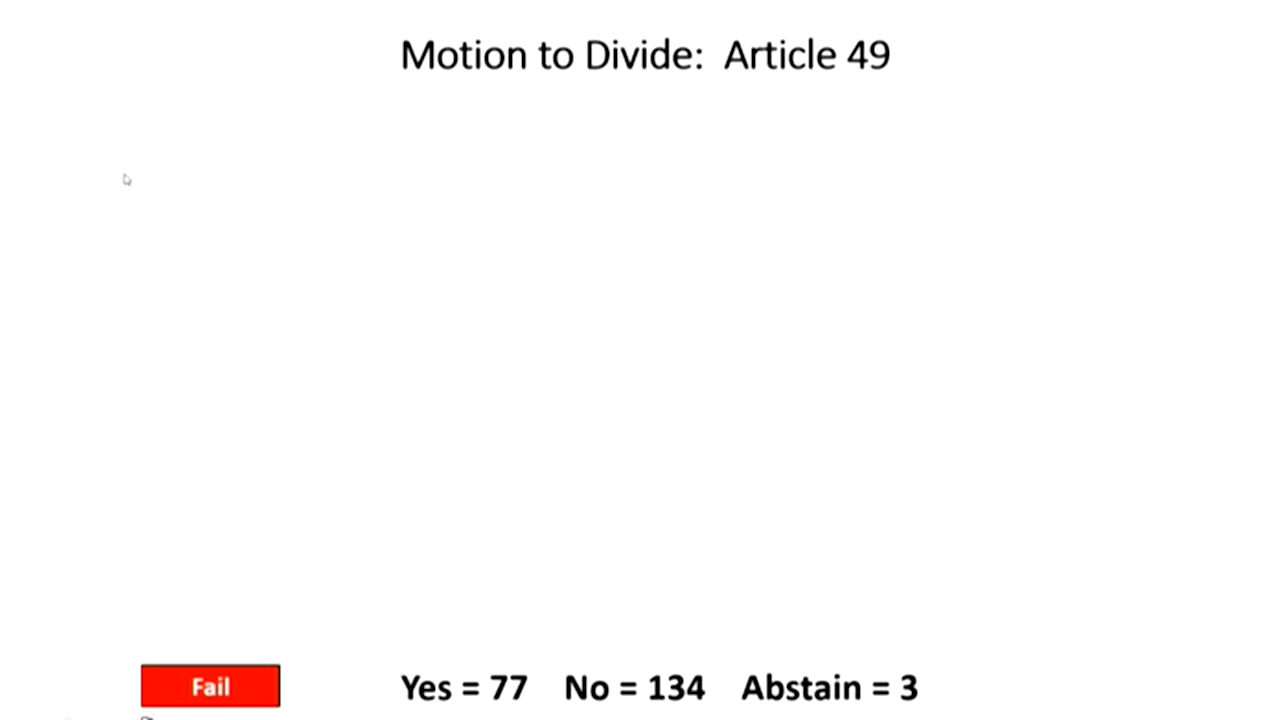 Motion to Divide: Article 49
Fail Yes = 77 No = 134 Abstain = 3